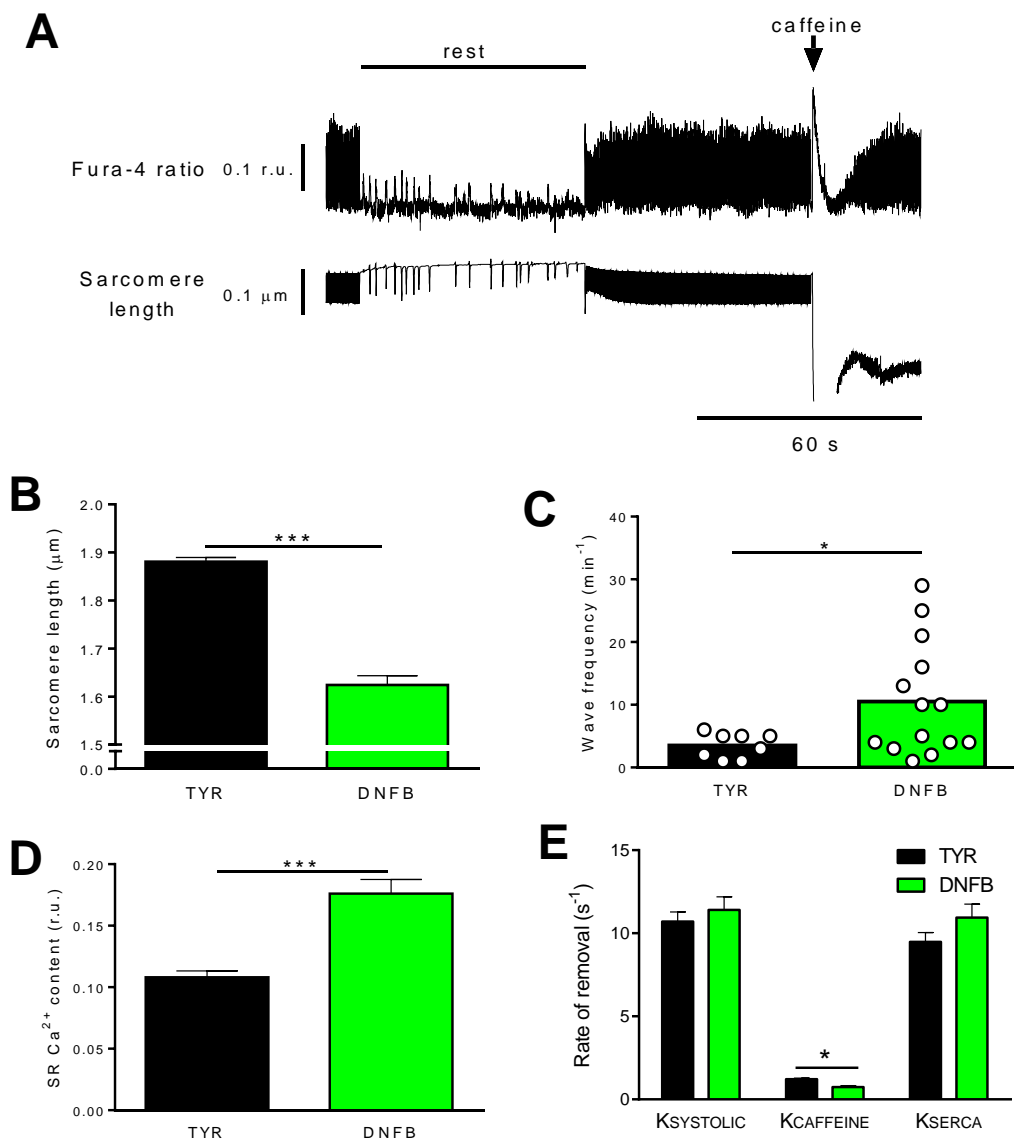 A
caffeine
rest
Fura-4 ratio
0.1 r.u.
Sarcomere
length
0.1 μm
60 s
B
Sarcomere length (μm)
2.0
1.9
1.8
1.7
1.6
1.5
0.0
***
TYR
DNFB
C
Wave frequency (min⁻¹)
40
30
20
10
0
*
TYR
DNFB
D
SR Ca²⁺ content (r.u.)
0.20
0.15
0.10
0.05
0.00
***
TYR
DNFB
E
Rate of removal (s⁻¹)
15
10
5
0
TYR
DNFB
*
KSYSTOLIC
KCAFFEINE
KSERCA